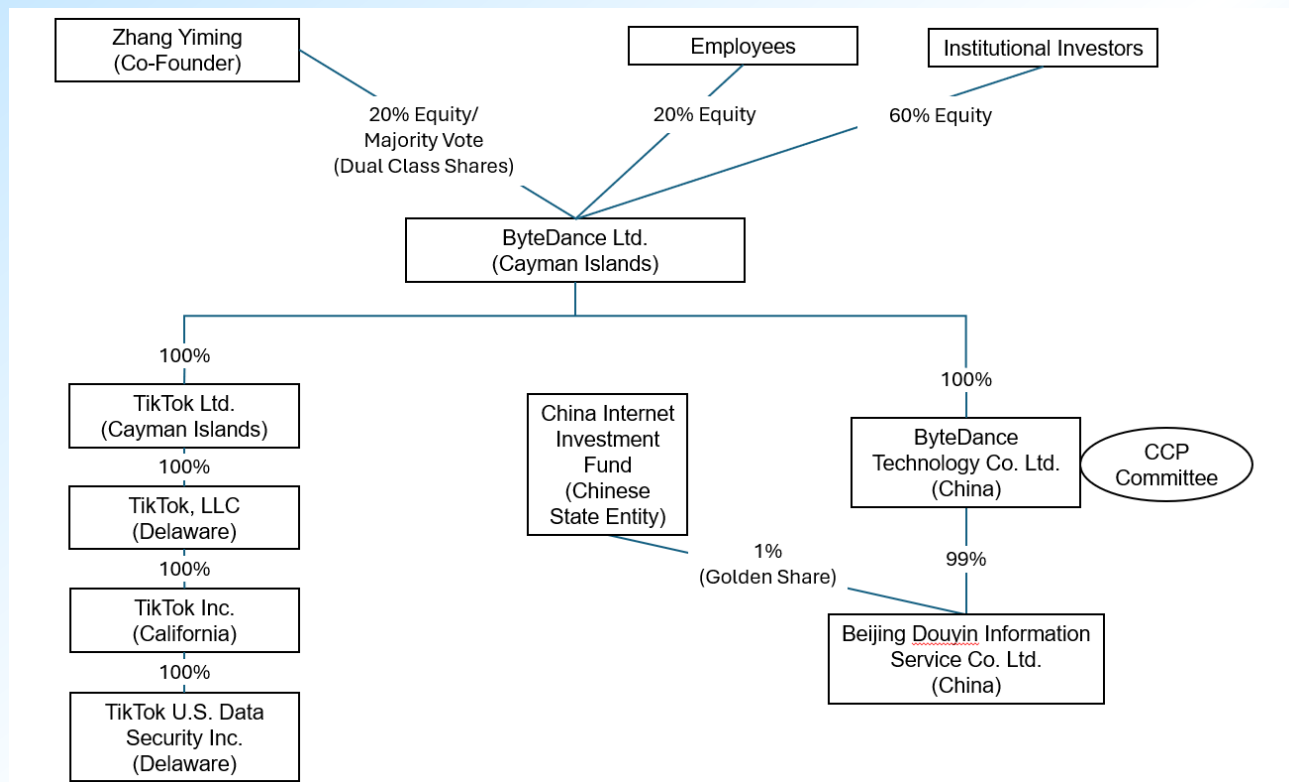 Zhang Yiming
(Co-Founder)
Employees
Institutional Investors
20% Equity/
Majority Vote
(Dual Class Shares)
20% Equity
60% Equity
ByteDance Ltd.
(Cayman Islands)
100%
TikTok Ltd.
(Cayman Islands)
100%
TikTok, LLC
(Delaware)
100%
TikTok Inc.
(California)
100%
TikTok U.S. Data
Security Inc.
(Delaware)
China Internet
Investment
Fund
(Chinese
State Entity)
1%
(Golden Share)
100%
ByteDance
Technology Co. Ltd.
(China)
CCP
Committee
99%
Beijing Douyin Information
Service Co. Ltd.
(China)